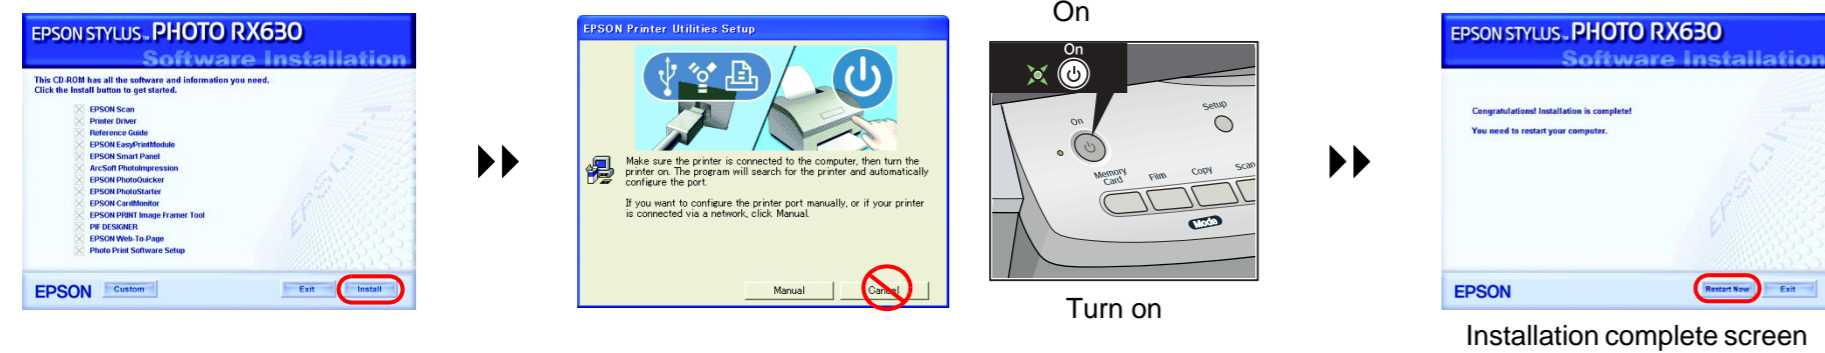 EPSON STYLUS™ PHOTO RX630
Software Installation
This CD-ROM has all the software and information you need.
Click the Install button to get started.
EPSON Scan
Printer Driver
Reference Guide
EPSON EasyPrintModule
EPSON Smart Panel
ArcSoft PhotoImpression
EPSON PhotoQuicker
EPSON PhotoStarter
EPSON CardMonitor
EPSON PRINT Image Framer Tool
PIF DESIGNER
EPSON Web-To-Page
Photo Print Software Setup
EPSON
Custom
Exit
Install
EPSON Printer Utilities Setup
Make sure the printer is connected to the computer, then turn the
printer on. The program will search for the printer and automatically
configure the port.
If you want to configure the printer port manually, or if your printer
is connected via a network, click Manual.
Manual
Cancel
On
On
Setup
On
Memory
Card
Film
Copy
Scan
Mode
Turn on
EPSON STYLUS™ PHOTO RX630
Software Installation
Congratulations! Installation is complete!
You need to restart your computer.
EPSON
Restart Now
Exit
Installation complete screen